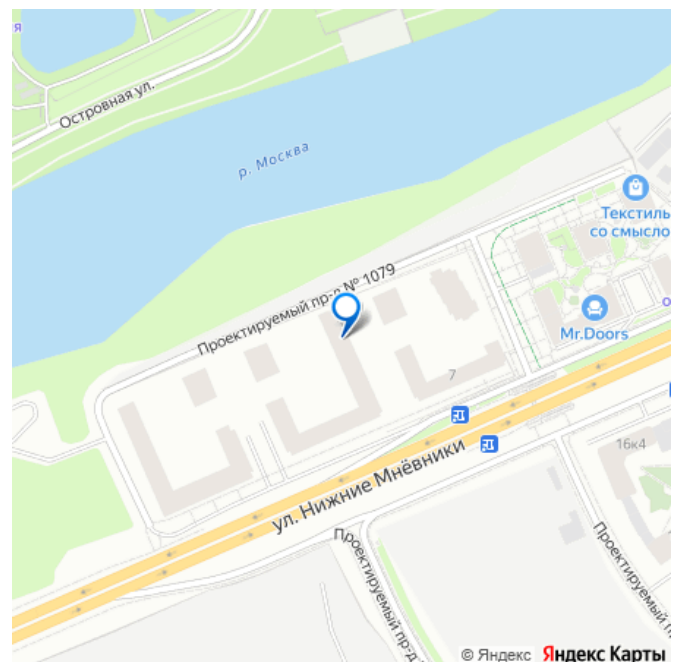 я
Островная ул.
р. Москва
Текстиль
со смысло
Проектируемый пр-д № 1079
Mr.Doors
о
7
16к4
ул. Нижние Мнёвники
Проектируемый пр-д
Проектируемый п
© Яндекс Яндекс Карты